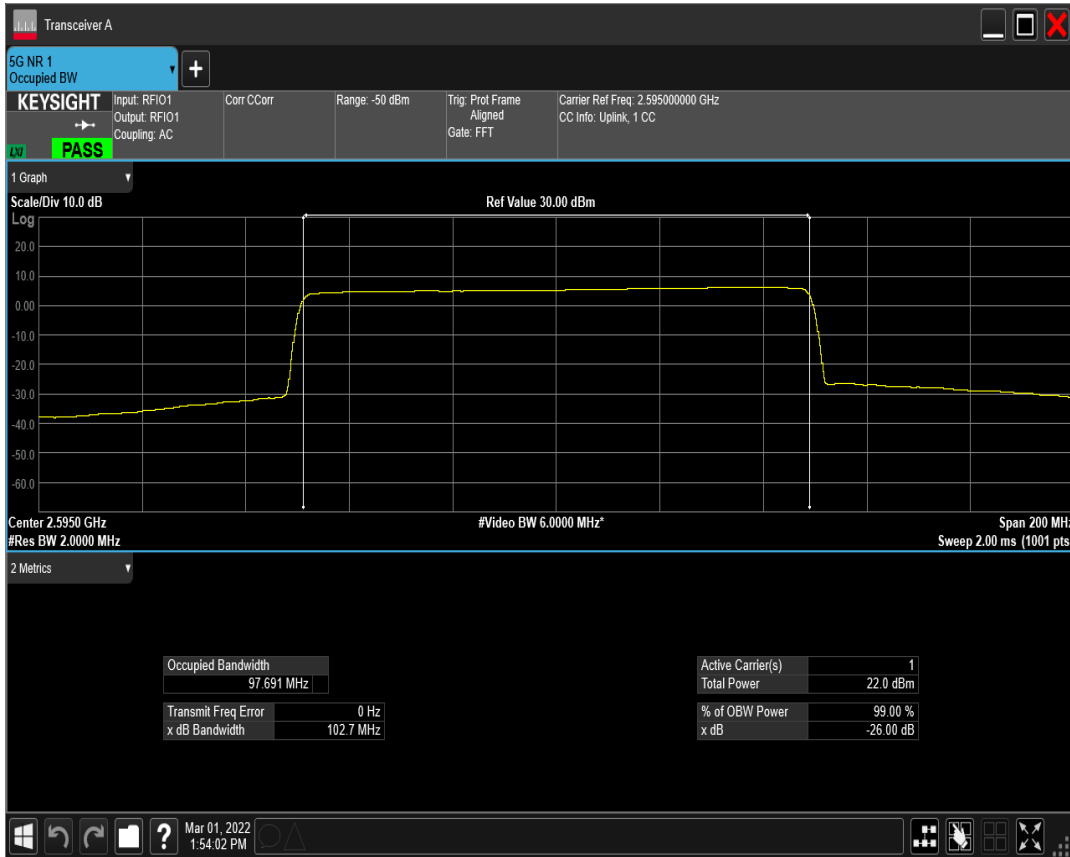 Transceiver A
5G NR 1
Occupied BW
+
KEYSIGHT
LXI
PASS
Input: RFIO1
Output: RFIO1
Coupling: AC
Corr CCorr
Range: -50 dBm
Trig: Prot Frame
Aligned
Gate: FFT
Carrier Ref Freq: 2.595000000 GHz
CC Info: Uplink, 1 CC
1 Graph
Scale/Div 10.0 dB
Ref Value 30.00 dBm
Log
20.0
10.0
0.00
-10.0
-20.0
-30.0
-40.0
-50.0
-60.0
Center 2.5950 GHz
#Video BW 6.0000 MHz*
Span 200 MHz
#Res BW 2.0000 MHz
Sweep 2.00 ms (1001 pts
2 Metrics
Occupied Bandwidth
97.691 MHz
Transmit Freq Error 0 Hz
x dB Bandwidth 102.7 MHz
Active Carrier(s) 1
Total Power 22.0 dBm
% of OBW Power 99.00 %
x dB -26.00 dB
?
Mar 01, 2022
1:54:02 PM